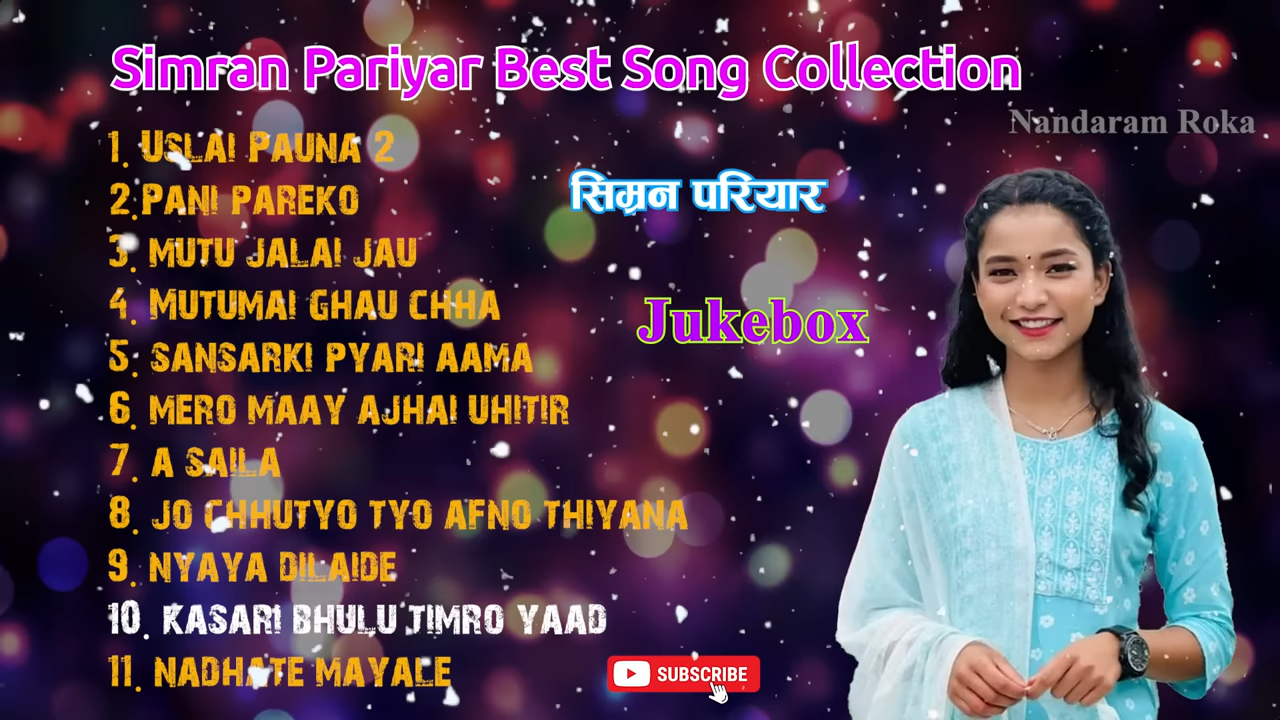 Simran Pariyar Best Song Collection
Nandaram Roka
1. USLAI PAUNA 2
सिम्रन परियार
2. PANI PAREKO
3. MUTU JALAI JAU
Jukebox
4. MUTUMAI GHAU CHHA
5. SANSARKI PYARI AAMA
6. MERO MAAY AJHAI UHITIR
7. A SAILA
8. JO CHHUTYO TYO AFNO THIYANA
9. NYAYA DILAIDE
10. KASARI BHULU TIMRO YAAD
11. NADHATE MAYALE
SUBSCRIBE